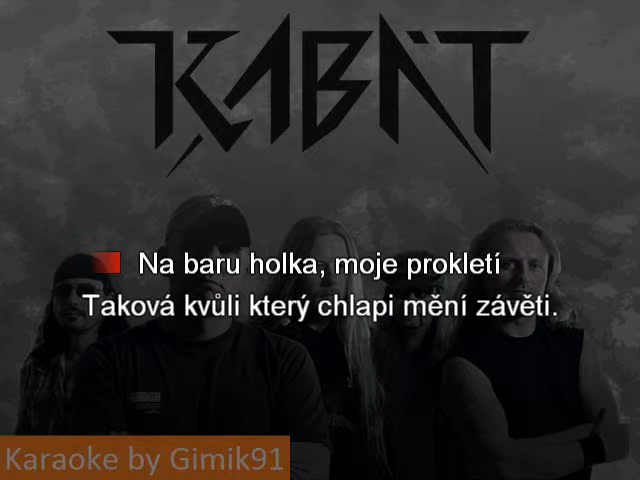 KABÁT
Na baru holka, moje prokletí
Taková kvůli který chlapi mění závěti.
Karaoke by Gimik91